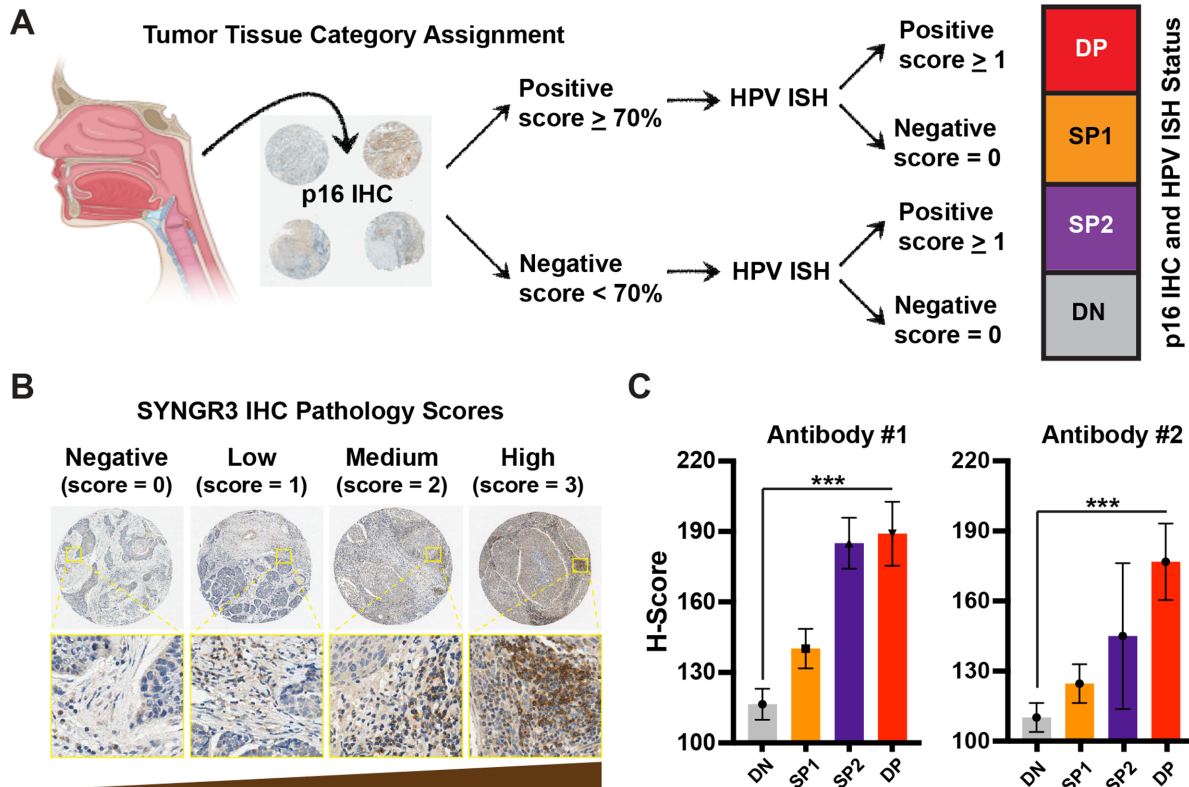 A
Tumor Tissue Category Assignment
p16 IHC
Positive
score ≥ 70%
Negative
score < 70%
HPV ISH
HPV ISH
Positive
score ≥ 1
Negative
score = 0
Positive
score ≥ 1
Negative
score = 0
DP
SP1
SP2
DN
p16 IHC and HPV ISH Status
B
SYNGR3 IHC Pathology Scores
Negative
(score = 0)
Low
(score = 1)
Medium
(score = 2)
High
(score = 3)
C
Antibody #1
H-Score
220
190
160
130
100
***
DN
SP1
SP2
DP
Antibody #2
220
190
160
130
100
***
DN
SP1
SP2
DP